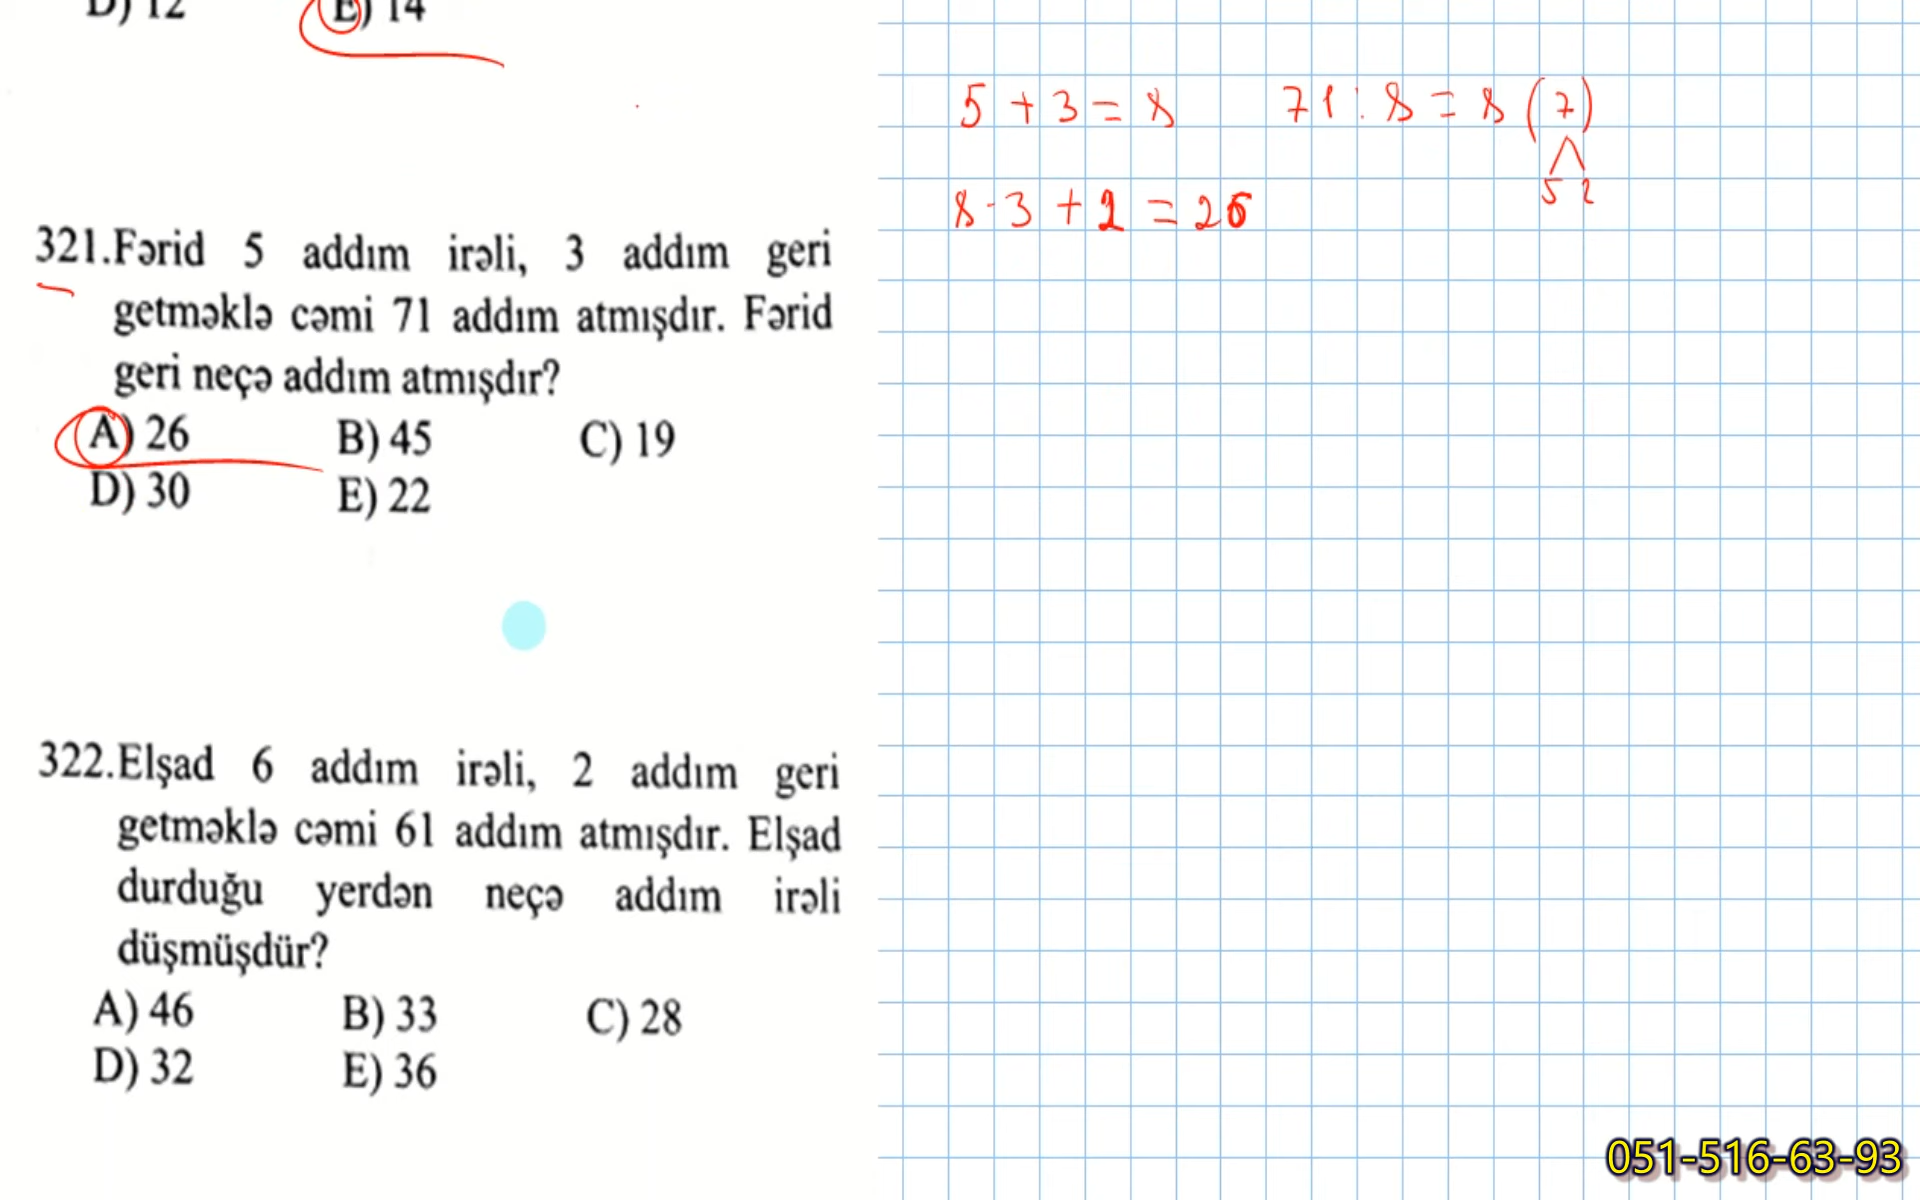 D) 12 E) 14
321.Fərid 5 addım irəli, 3 addım geri
getməklə cəmi 71 addım atmışdır. Fərid
geri neçə addım atmışdır?
A) 26 B) 45 C) 19
D) 30 E) 22
322.Elşad 6 addım irəli, 2 addım geri
getməklə cəmi 61 addım atmışdır. Elşad
durduğu yerdən neçə addım irəli
düşmüşdür?
A) 46 B) 33 C) 28
D) 32 E) 36
5 + 3 = 8 71 : 8 = 8 (7)
5 2
8 · 3 + 2 = 26
051-516-63-93